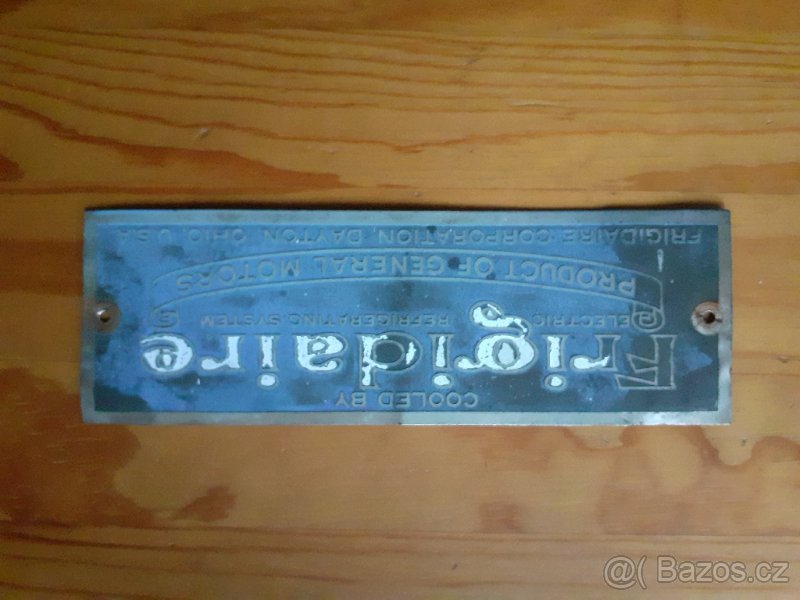 COOLED BY
Frigidaire
ELECTRIC REFRIGERATING SYSTEM
PRODUCT OF GENERAL MOTORS
FRIGIDAIRE CORPORATION, DAYTON, OHIO, U.S.A.
@( Bazos.cz